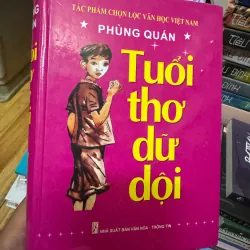 TÁC PHẨM CHỌN LỌC VĂN HỌC VIỆT NAM
PHÙNG QUÁN
Tuổi
thơ
dữ
dội
NHÀ XUẤT BẢN VĂN HÓA - THÔNG TIN